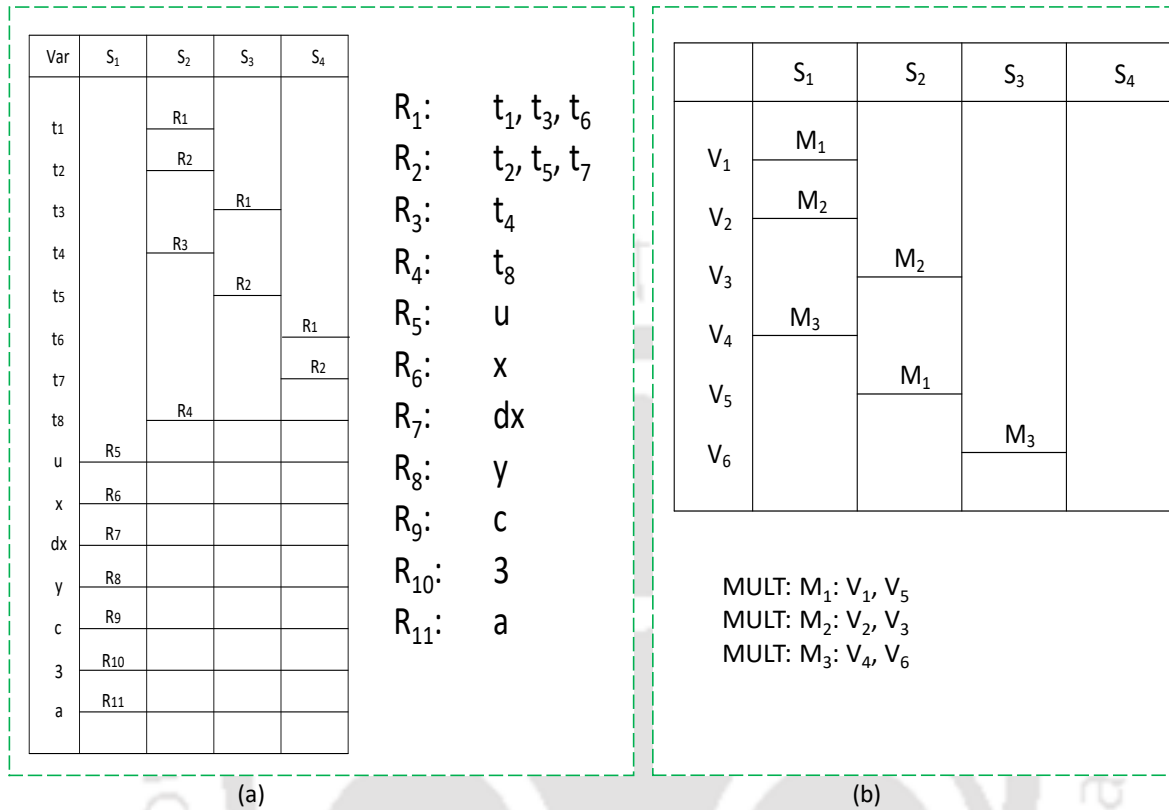 Var S₁ S₂ S₃ S₄
t1 R1
t2 R2
t3 R1
t4 R3
t5 R2
t6 R1
t7 R2
t8 R4
u R5
x R6
dx R7
y R8
c R9
3 R10
a R11
R₁: t₁, t₃, t₆
R₂: t₂, t₅, t₇
R₃: t₄
R₄: t₈
R₅: u
R₆: x
R₇: dx
R₈: y
R₉: c
R₁₀: 3
R₁₁: a
(a)
S₁ S₂ S₃ S₄
V₁ M₁
V₂ M₂
V₃ M₂
V₄ M₃
V₅ M₁
V₆ M₃
MULT: M₁: V₁, V₅
MULT: M₂: V₂, V₃
MULT: M₃: V₄, V₆
(b)